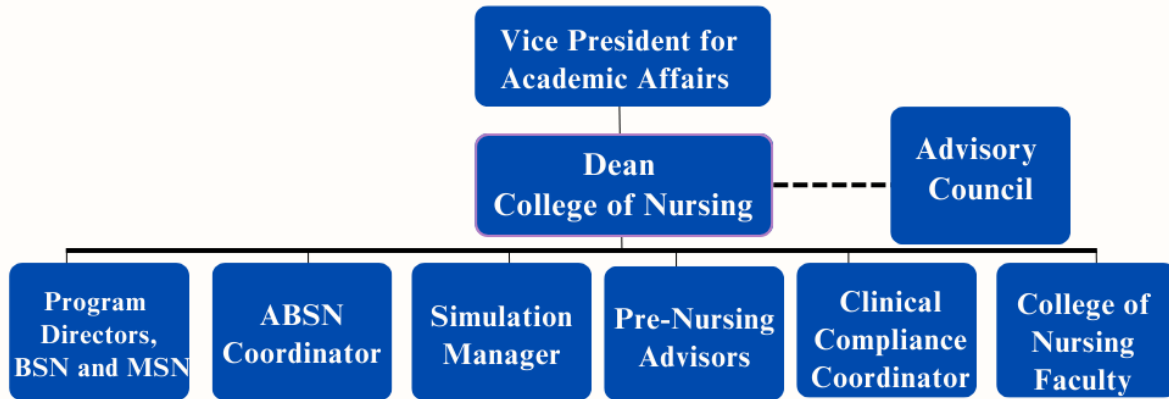 Vice President for
Academic Affairs
Dean
College of Nursing
Advisory
Council
Program
Directors,
BSN and MSN
ABSN
Coordinator
Simulation
Manager
Pre-Nursing
Advisors
Clinical
Compliance
Coordinator
College of
Nursing
Faculty